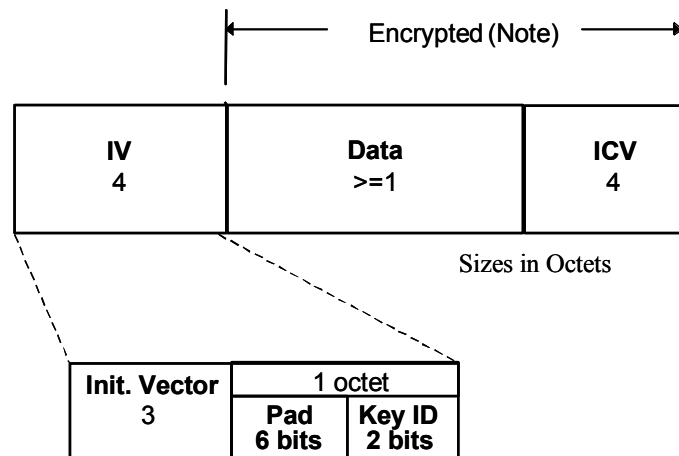 Encrypted (Note)
IV
4
Data
>=1
ICV
4
Sizes in Octets
Init. Vector
3
1 octet
Pad
6 bits
Key ID
2 bits